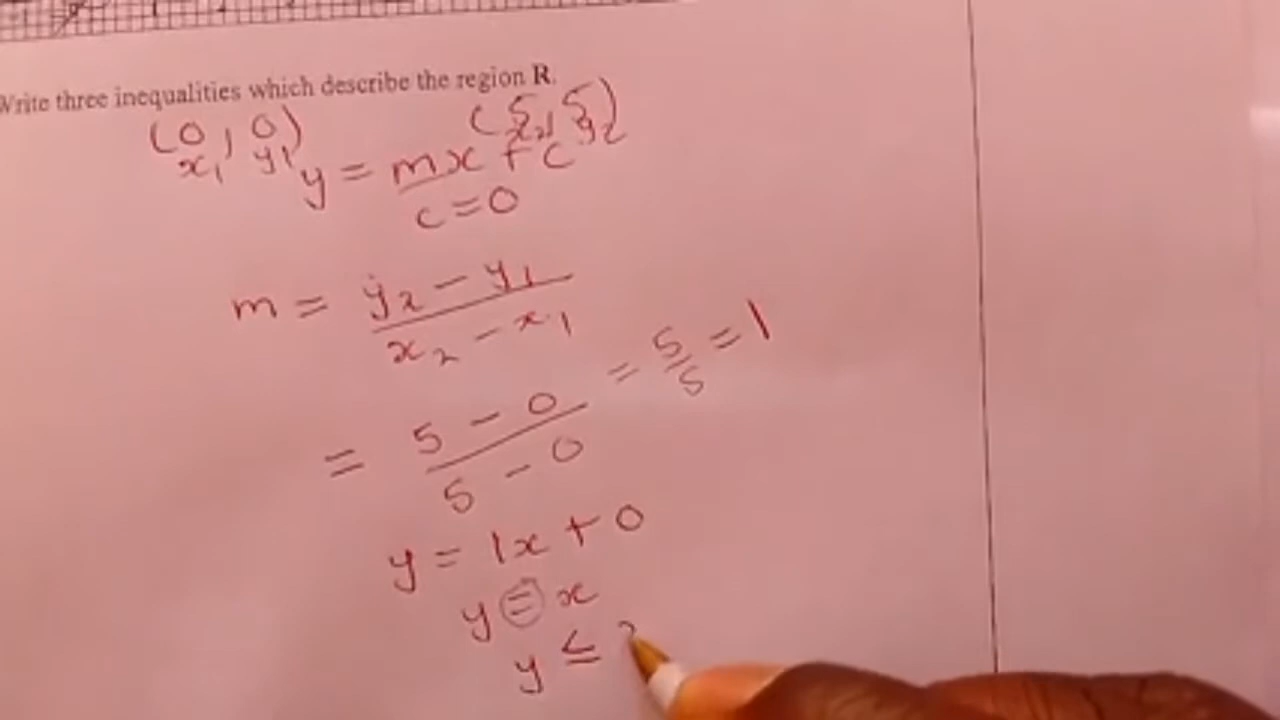 Write three inequalities which describe the region R.
(0, 0) (5, 5)
x₁ y₁ x₂, y₂
y = mx + c
c = 0
m = y₂ - y₁
x₂ - x₁
= 5 - 0 = 5 = 1
5 - 0 5
y = 1x + 0
y = x
y ≤